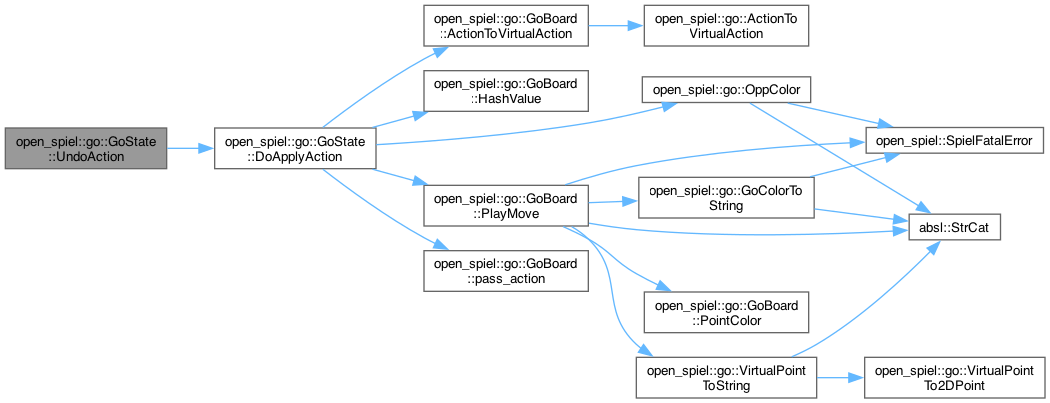 open_spiel::go::GoState
::UndoAction
open_spiel::go::GoState
::DoApplyAction
open_spiel::go::GoBoard
::ActionToVirtualAction
open_spiel::go::ActionTo
VirtualAction
open_spiel::go::GoBoard
::HashValue
open_spiel::go::OppColor
open_spiel::SpielFatalError
open_spiel::go::GoBoard
::PlayMove
open_spiel::go::GoColorTo
String
absl::StrCat
open_spiel::go::GoBoard
::pass_action
open_spiel::go::GoBoard
::PointColor
open_spiel::go::VirtualPoint
ToString
open_spiel::go::VirtualPoint
To2DPoint